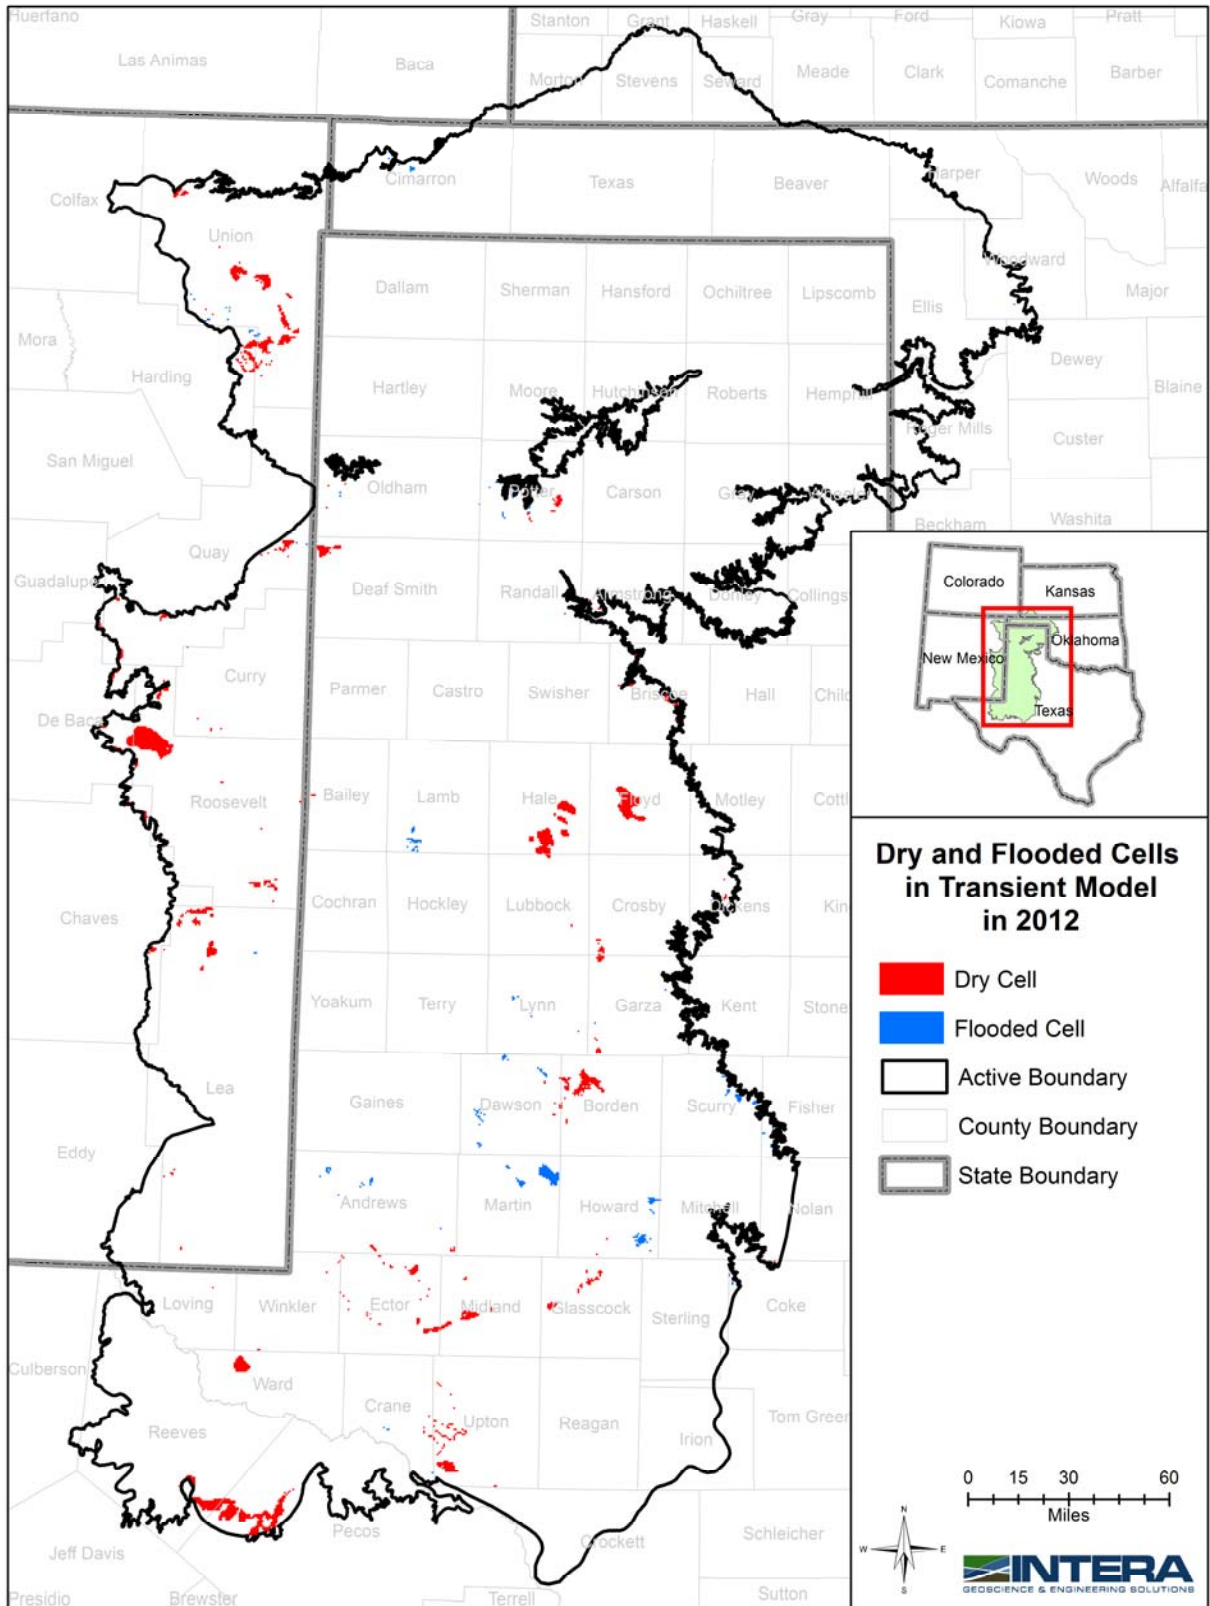 Huerfano
Stanton
Grant
Haskell
Gray
Ford
Kiowa
Pratt
Las Animas
Baca
Morton
Stevens
Seward
Meade
Clark
Comanche
Barber
Colfax
Cimarron
Texas
Beaver
Harper
Woods
Alfalfa
Union
Woodward
Dallam
Sherman
Hansford
Ochiltree
Lipscomb
Ellis
Major
Mora
Harding
Hartley
Moore
Hutchinson
Roberts
Hemphill
Dewey
Blaine
San Miguel
Oldham
Potter
Carson
Gray
Wheeler
Roger Mills
Custer
Quay
Beckham
Washita
Guadalupe
Deaf Smith
Randall
Armstrong
Donley
Collings
Curry
Parmer
Castro
Swisher
Briscoe
Hall
Child
De Baca
Roosevelt
Bailey
Lamb
Hale
Floyd
Motley
Cottl
Chaves
Cochran
Hockley
Lubbock
Crosby
Dickens
Kin
Yoakum
Terry
Lynn
Garza
Kent
Stone
Lea
Gaines
Dawson
Borden
Scurry
Fisher
Eddy
Andrews
Martin
Howard
Mitchell
Nolan
Loving
Winkler
Ector
Midland
Glasscock
Sterling
Coke
Culberson
Ward
Reeves
Crane
Upton
Reagan
Irion
Tom Green
Pecos
Crockett
Schleicher
Jeff Davis
Presidio
Brewster
Terrell
Sutton
Colorado
Kansas
New Mexico
Oklahoma
Texas
Dry and Flooded Cells
in Transient Model
in 2012
Dry Cell
Flooded Cell
Active Boundary
County Boundary
State Boundary
0 15 30 60
Miles
N
W E
S
INTERA
GEOSCIENCE & ENGINEERING SOLUTIONS